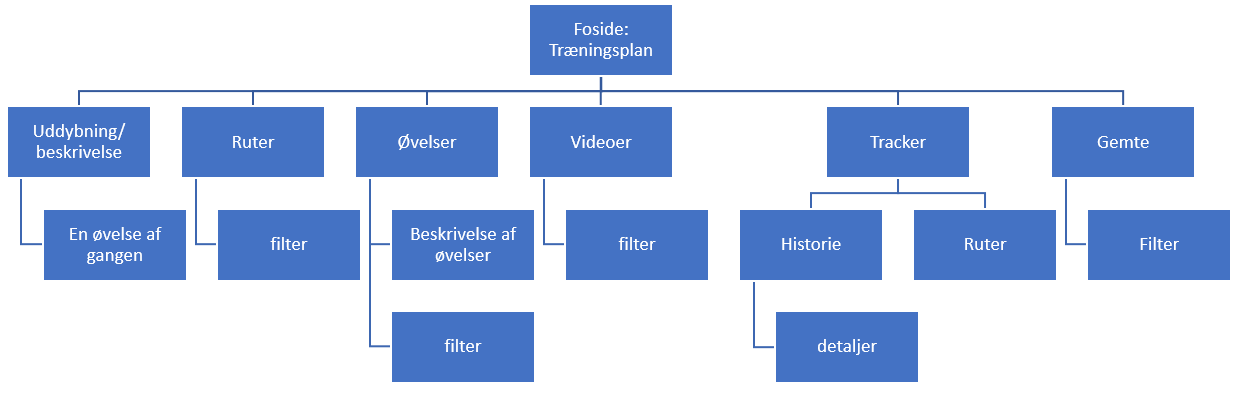 Foside:
Træningsplan
Uddybning/
beskrivelse
Ruter
Øvelser
Videoer
Tracker
Gemte
En øvelse af
gangen
filter
Beskrivelse af
øvelser
filter
Historie
Ruter
Filter
filter
detaljer